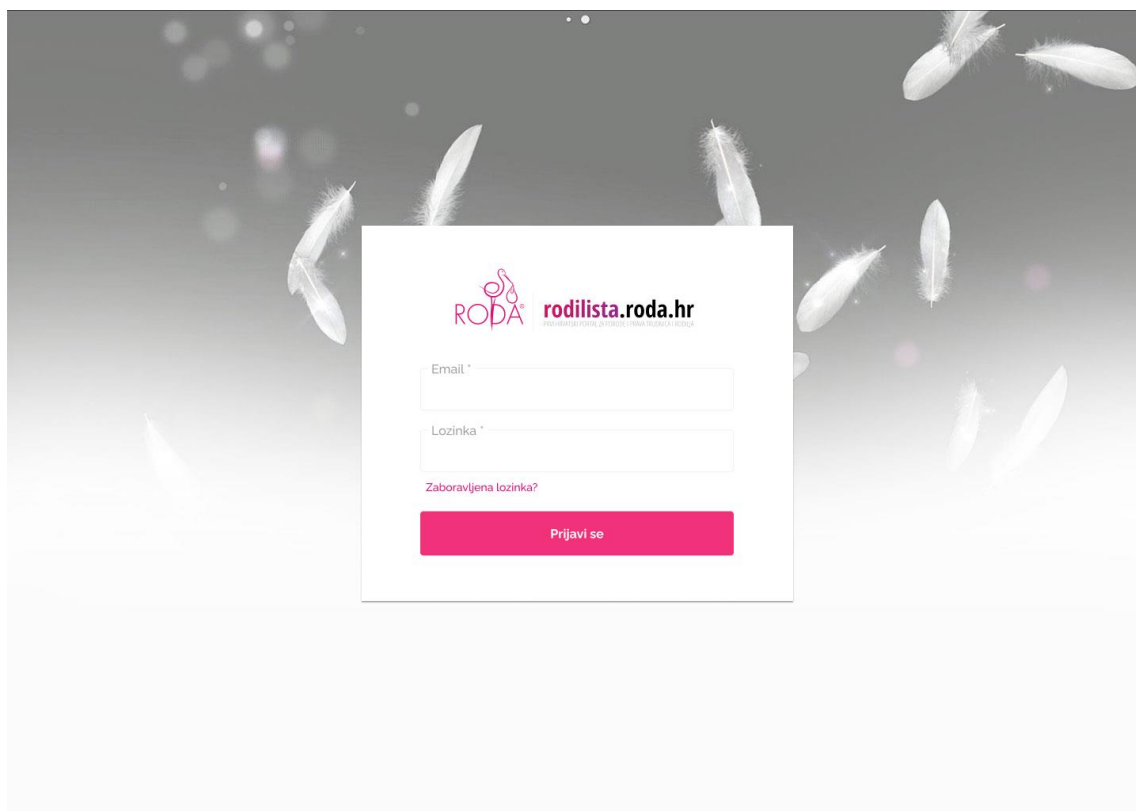 RODA
rodilista.roda.hr
Email *
Lozinka *
Zaboravljena lozinka?
Prijavi se